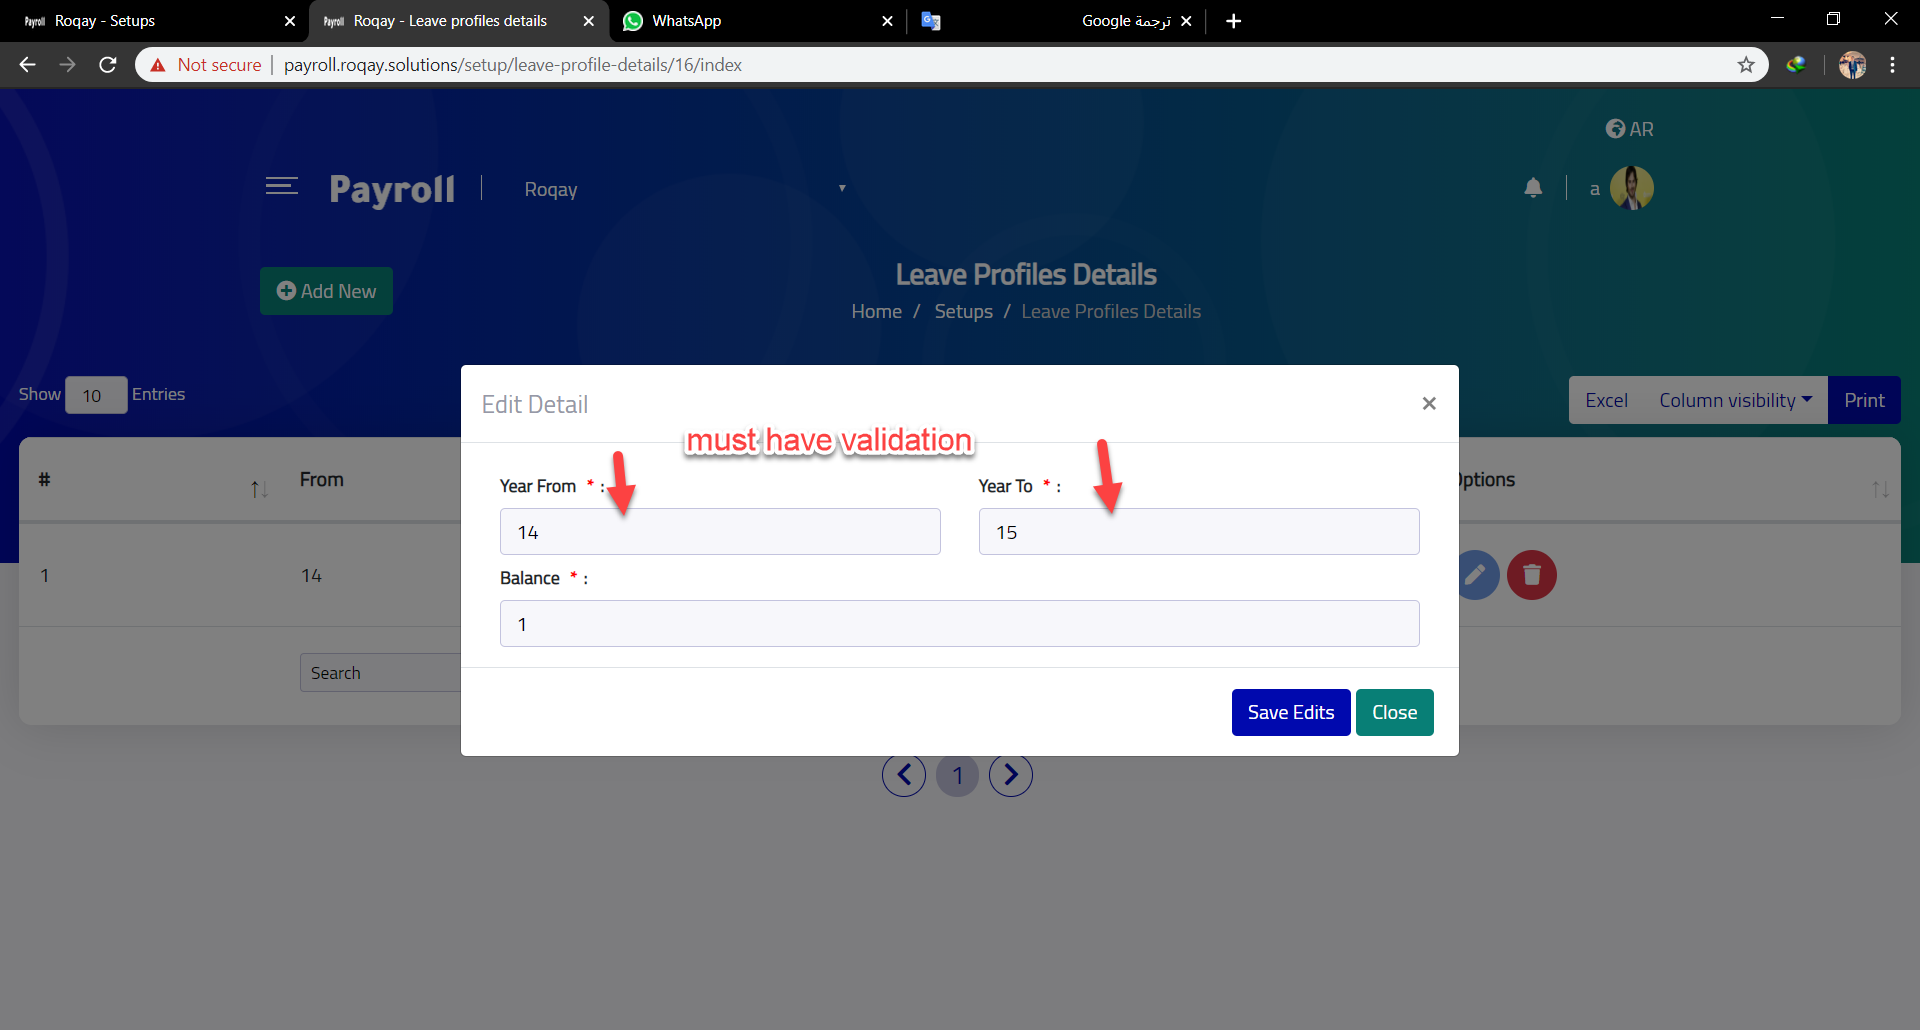 Payroll Roqay - Setups
Payroll Roqay - Leave profiles details
WhatsApp
ترجمة Google
Not secure | payroll.roqay.solutions/setup/leave-profile-details/16/index
AR
Payroll
Roqay
a
Add New
Leave Profiles Details
Home / Setups / Leave Profiles Details
Show 10 Entries
Excel Column visibility Print
Edit Detail
must have validation
# From
Options
Year From * :
Year To * :
14
15
1 14
Balance * :
1
Search
Save Edits Close
1